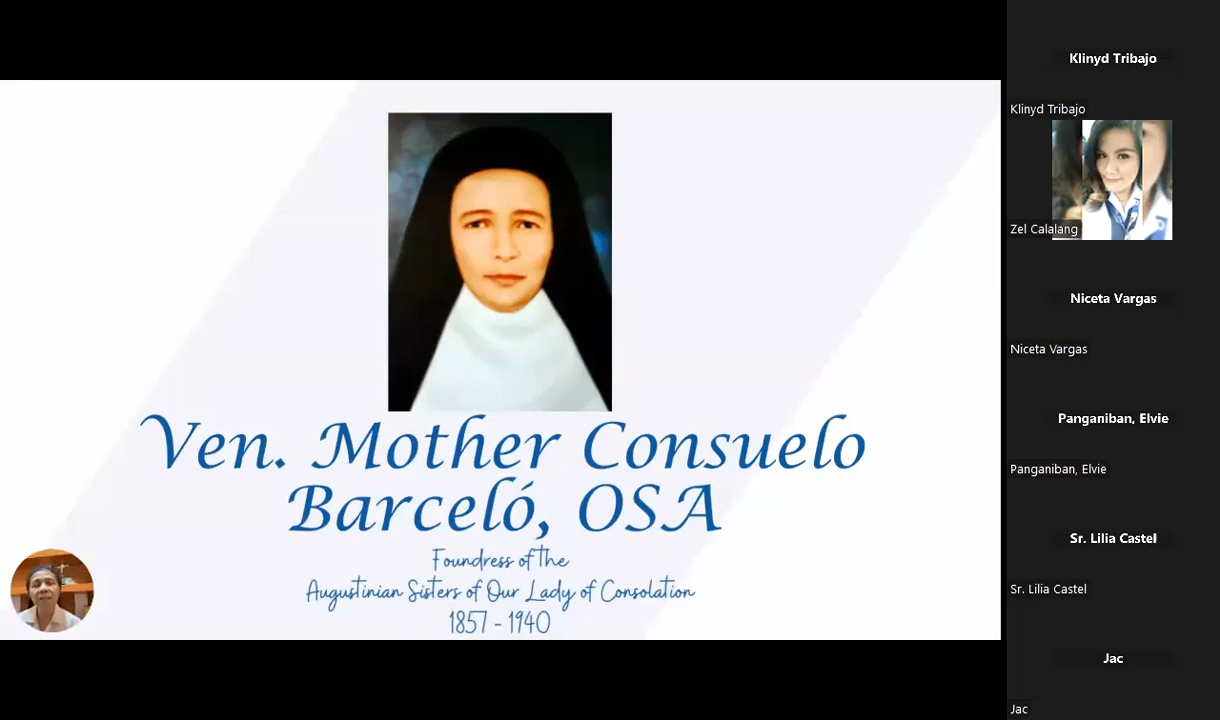 Ven. Mother Consuelo
Barceló, OSA
Foundress of the
Augustinian Sisters of Our Lady of Consolation
1857 - 1940
Klinyd Tribajo
Klinyd Tribajo
Zel Calalang
Niceta Vargas
Niceta Vargas
Panganiban, Elvie
Panganiban, Elvie
Sr. Lilia Castel
Sr. Lilia Castel
Jac
Jac